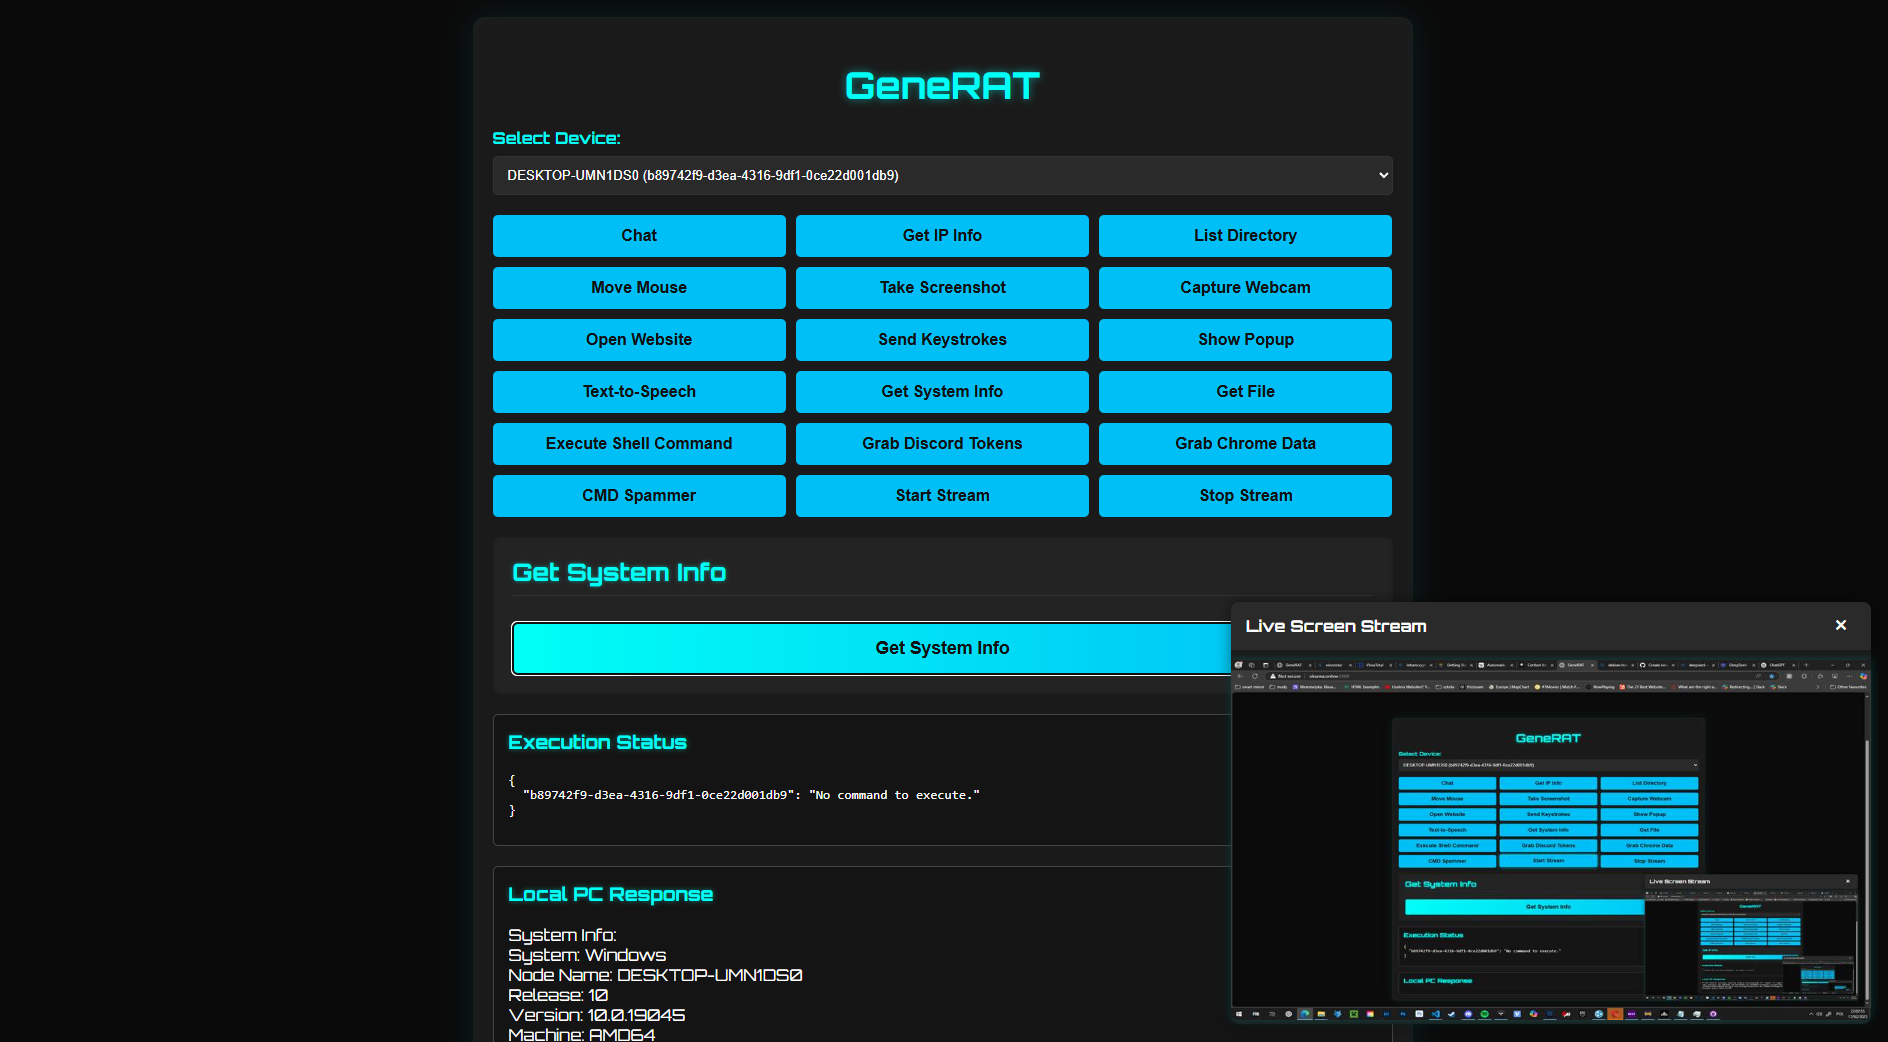 GeneRAT
Select Device:
DESKTOP-UMN1DS0 (b89742f9-d3ea-4316-9df1-0ce22d001db9)
Chat
Get IP Info
List Directory
Move Mouse
Take Screenshot
Capture Webcam
Open Website
Send Keystrokes
Show Popup
Text-to-Speech
Get System Info
Get File
Execute Shell Command
Grab Discord Tokens
Grab Chrome Data
CMD Spammer
Start Stream
Stop Stream
Get System Info
Get System Info
Execution Status
{
"b89742f9-d3ea-4316-9df1-0ce22d001db9": "No command to execute."
}
Local PC Response
System Info:
System: Windows
Node Name: DESKTOP-UMN1DS0
Release: 10
Version: 10.0.19045
Machine: AMD64
Live Screen Stream
GeneRAT
Select Device:
DESKTOP-UMN1DS0 (b89742f9-d3ea-4316-9df1-0ce22d001db9)
Chat
Get IP Info
List Directory
Move Mouse
Take Screenshot
Capture Webcam
Open Website
Send Keystrokes
Show Popup
Text-to-Speech
Get System Info
Get File
Execute Shell Command
Grab Discord Tokens
Grab Chrome Data
CMD Spammer
Start Stream
Stop Stream
Get System Info
Get System Info
Execution Status
{
"b89742f9-d3ea-4316-9df1-0ce22d001db9": "No command to execute."
}
Local PC Response
Live Screen Stream
GeneRAT